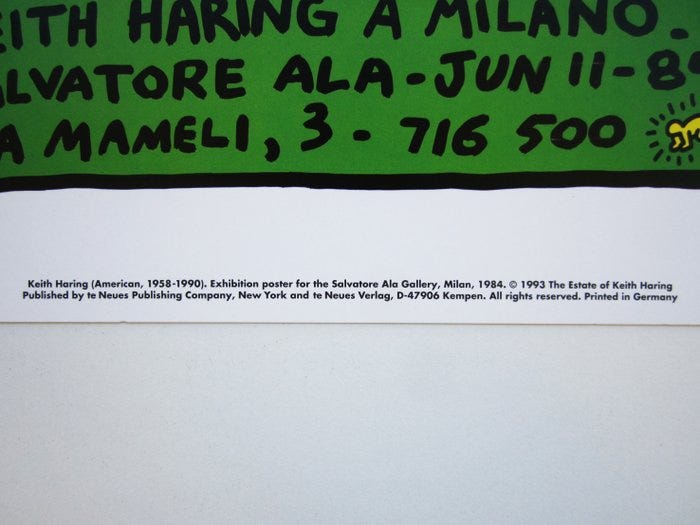 EITH HARING A MILANO.
LVATORE ALA-JUN 11-84
A MAMELI, 3 - 716 500
Keith Haring (American, 1958-1990). Exhibition poster for the Salvatore Ala Gallery, Milan, 1984. © 1993 The Estate of Keith Haring
Published by te Neues Publishing Company, New York and te Neues Verlag, D-47906 Kempen. All rights reserved. Printed in Germany